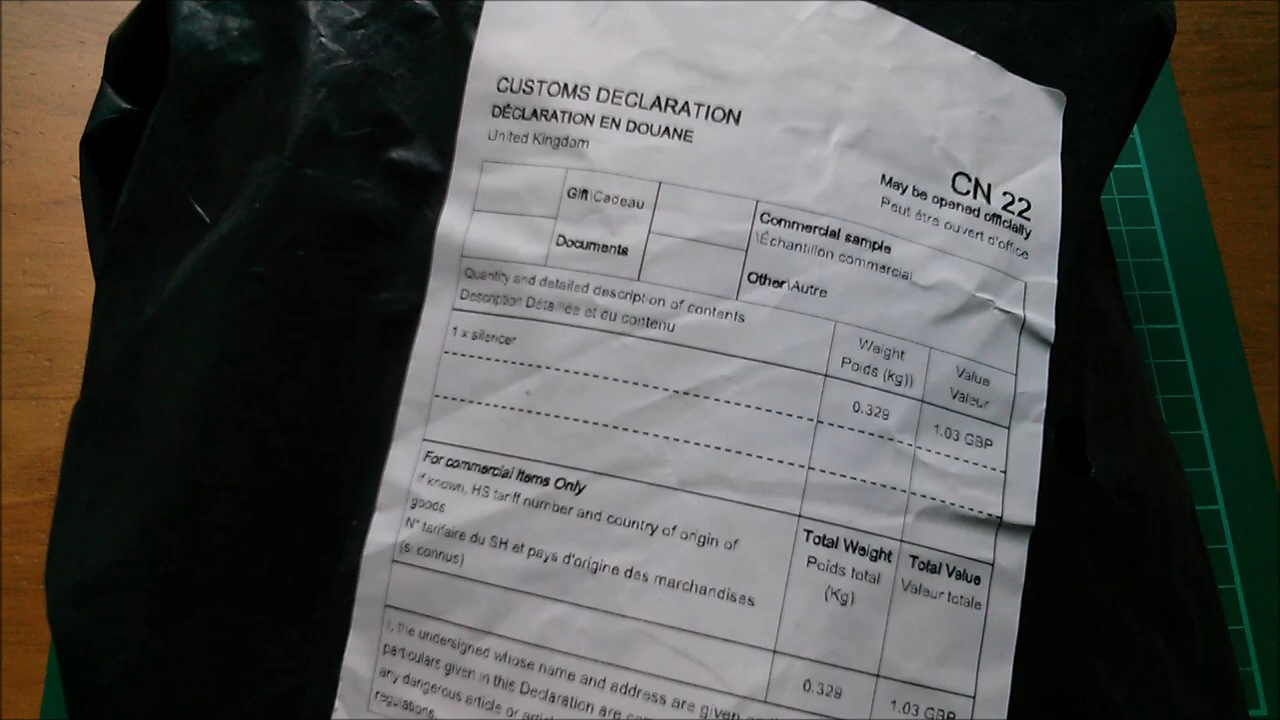 CUSTOMS DECLARATION
DÉCLARATION EN DOUANE
United Kingdom
CN 22
May be opened officially
Peut être ouvert d'office
Gift\Cadeau
Documents
Commercial sample
\Échantillon commercial
Other\Autre
Quantity and detailed description of contents
Description Détaillée et du contenu
Weight
Poids (kg))
Value
Valeur
1 x silencer
0.329
1.03 GBP
For commercial Items Only
If known, HS tariff number and country of origin of
goods
N° tarifaire du SH et pays d'origine des marchandises
(si connus)
Total Weight
Poids total
(Kg)
Total Value
Valeur totale
0.329
1.03 GBP
I, the undersigned whose name and address are given
particulars given in this Declaration are
any dangerous article or
regulations.